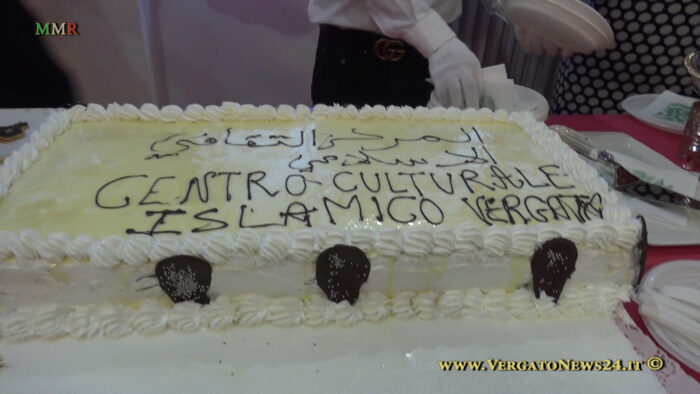 MMR
المركز الثقافي
الاسلامي
CENTRO CULTURALE
ISLAMICO VERGATO
www.VergatoNews24.it ©